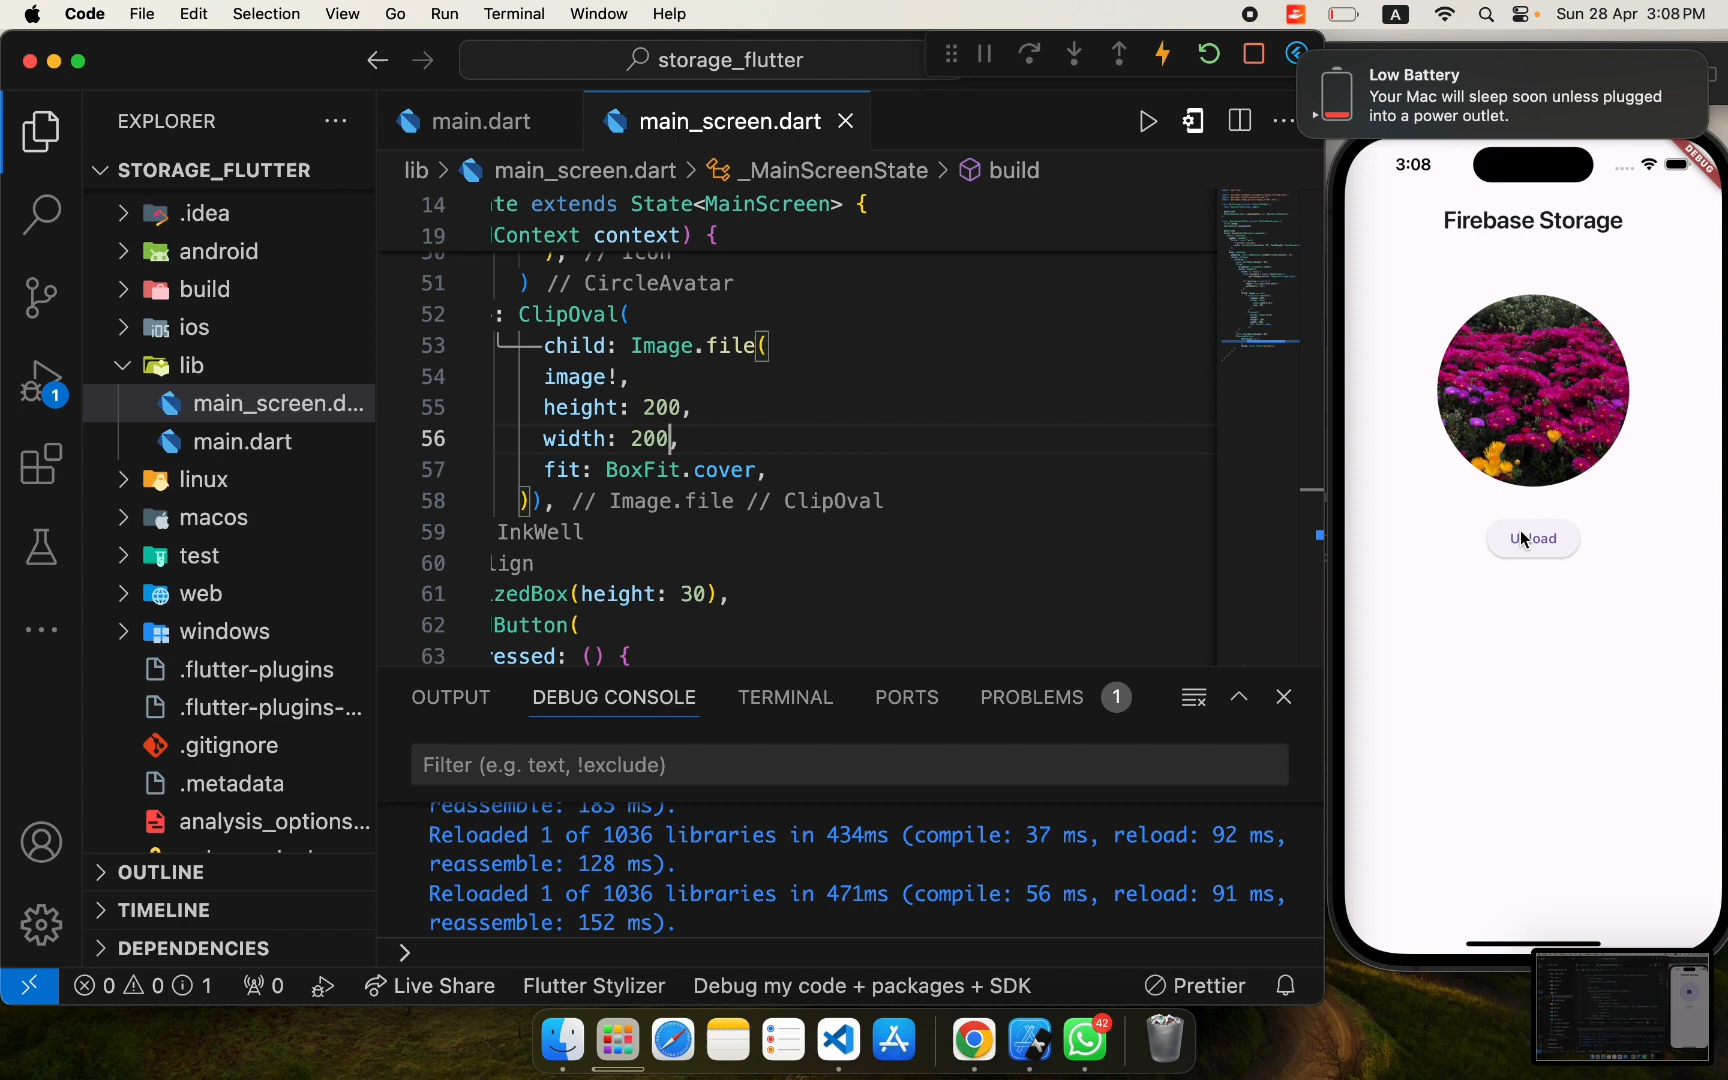 Code File Edit Selection View Go Run Terminal Window Help
A Sun 28 Apr 3:08 PM
storage_flutter
Low Battery
Your Mac will sleep soon unless plugged
into a power outlet.
EXPLORER
main.dart main_screen.dart
STORAGE_FLUTTER
lib > main_screen.dart > _MainScreenState > build
.idea
android
build
ios
lib
main_screen.d...
main.dart
linux
macos
test
web
windows
.flutter-plugins
.flutter-plugins-...
.gitignore
.metadata
analysis_options...
OUTLINE
TIMELINE
DEPENDENCIES
1
14 te extends State<MainScreen> {
19 Context context) {
50 ), // Icon
51 ) // CircleAvatar
52 : ClipOval(
53 child: Image.file(
54 image!,
55 height: 200,
56 width: 200,
57 fit: BoxFit.cover,
58 )), // Image.file // ClipOval
59 InkWell
60 lign
61 zedBox(height: 30),
62 Button(
63 essed: () {
OUTPUT DEBUG CONSOLE TERMINAL PORTS PROBLEMS 1
Filter (e.g. text, !exclude)
reassemble: 185 ms).
Reloaded 1 of 1036 libraries in 434ms (compile: 37 ms, reload: 92 ms,
reassemble: 128 ms).
Reloaded 1 of 1036 libraries in 471ms (compile: 56 ms, reload: 91 ms,
reassemble: 152 ms).
>
0 0 1 0 Live Share Flutter Stylizer Debug my code + packages + SDK Prettier
3:08
DEBUG
Firebase Storage
Upload
42